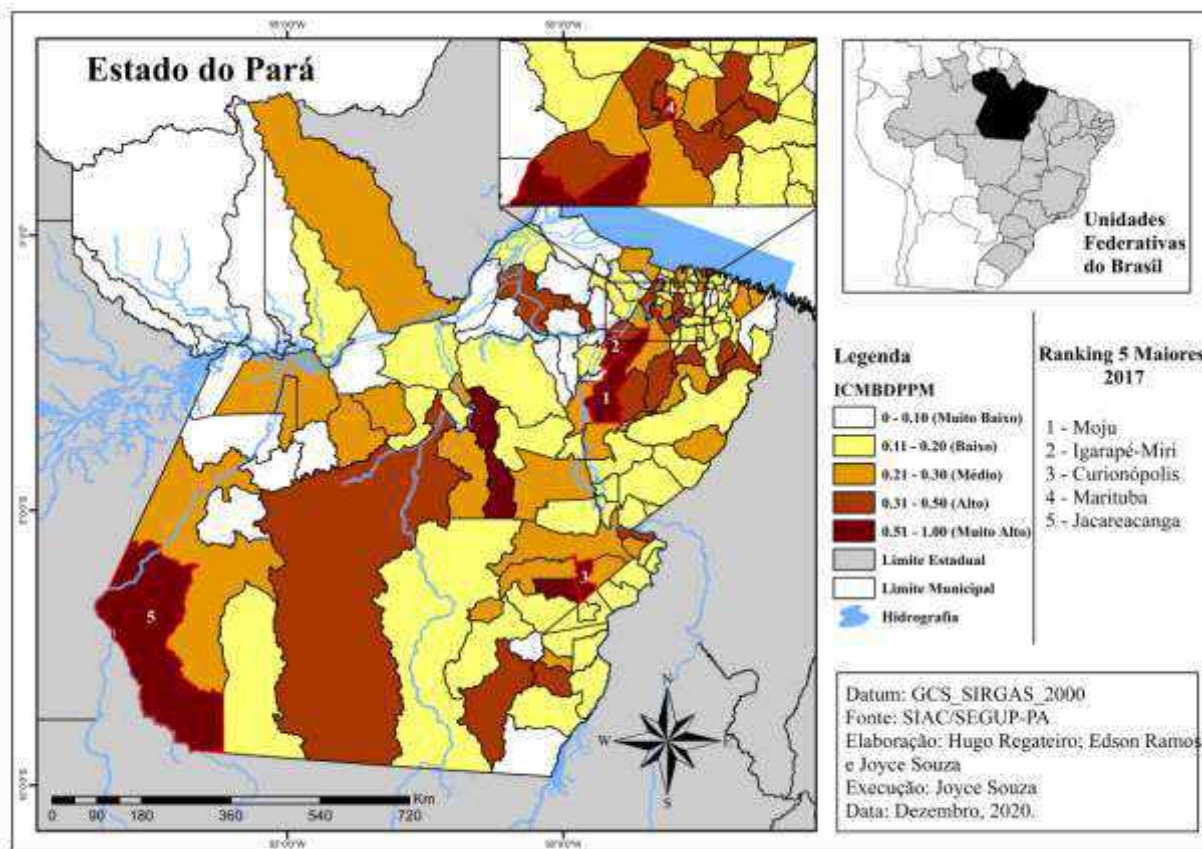 Estado do Pará
Unidades
Federativas
do Brasil
Legenda
ICMBDPPM
0 - 0.10 (Muito Baixo)
0.11 - 0.20 (Baixo)
0.21 - 0.30 (Médio)
0.31 - 0.50 (Alto)
0.51 - 1.00 (Muito Alto)
Limite Estadual
Limite Municipal
Hidrografia
Ranking 5 Maiores
2017
1 - Moju
2 - Igarapé-Miri
3 - Curionópolis
4 - Marituba
5 - Jacareacanga
4
2
1
3
5
N
W
E
S
Km
0 90 180 360 540 720
Datum: GCS_SIRGAS_2000
Fonte: SIAC/SEGUP-PA
Elaboração: Hugo Regateiro; Edson Ramos
e Joyce Souza
Execução: Joyce Souza
Data: Dezembro, 2020.